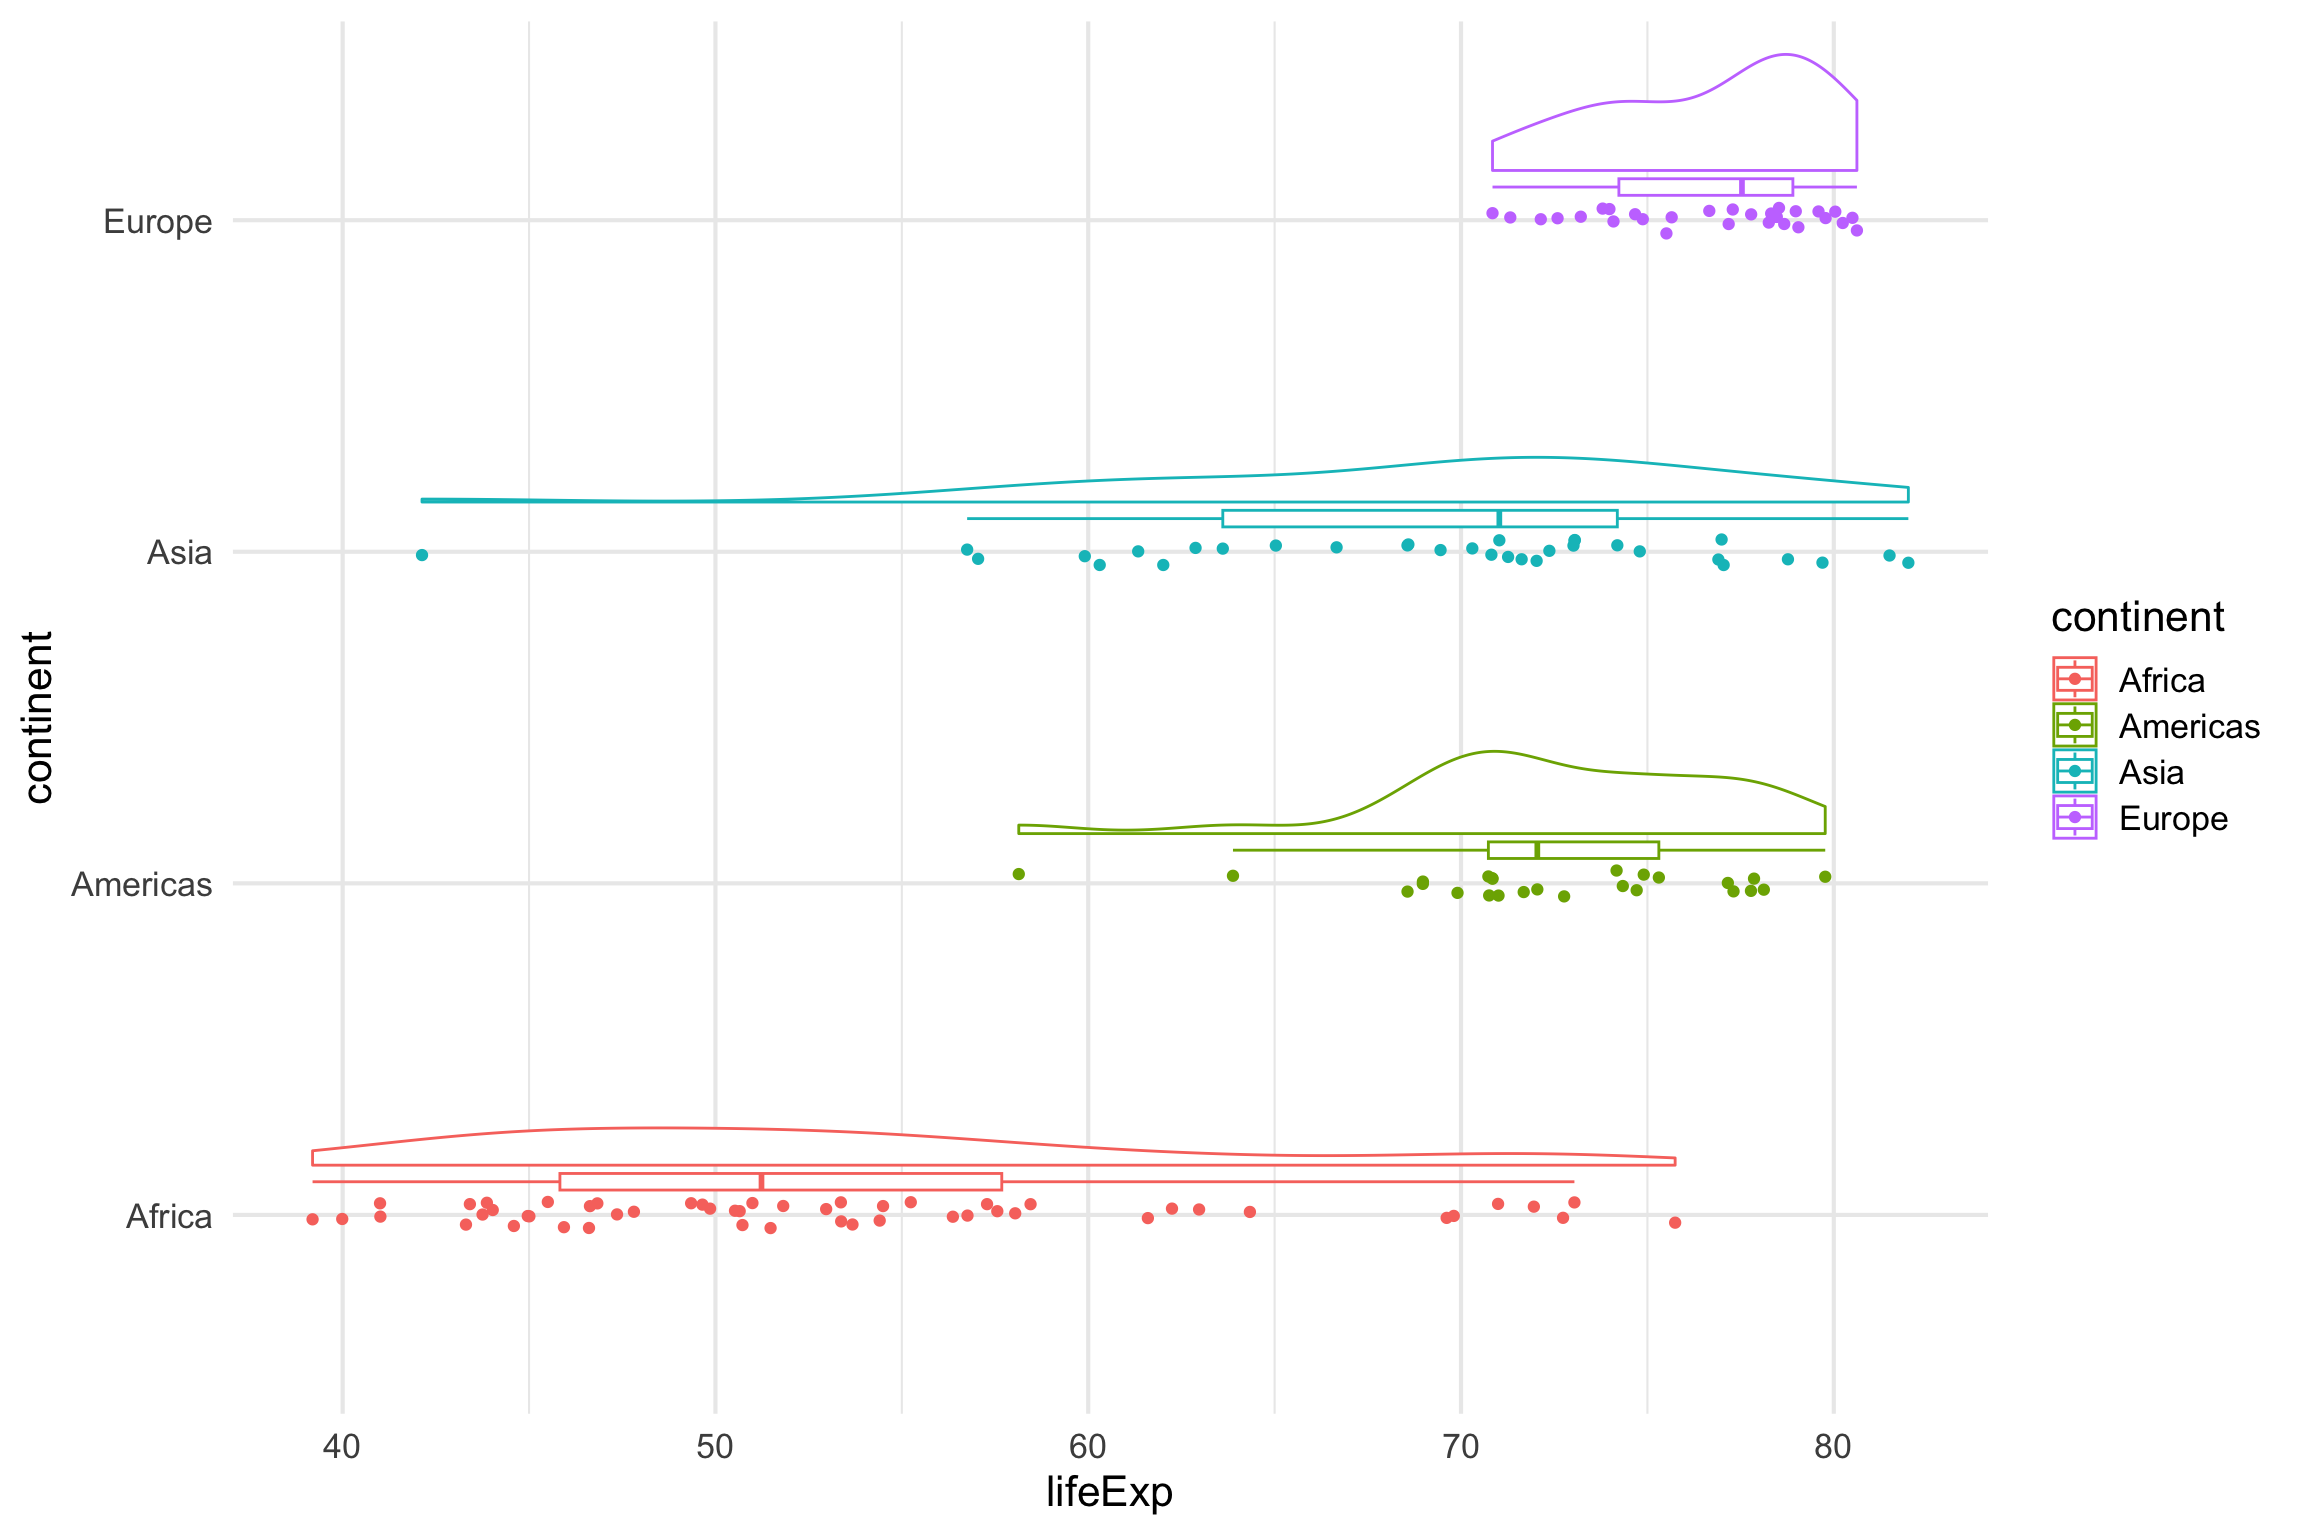 continent
Europe
Asia
Americas
Africa
40 50 60 70 80
lifeExp
continent
Africa
Americas
Asia
Europe